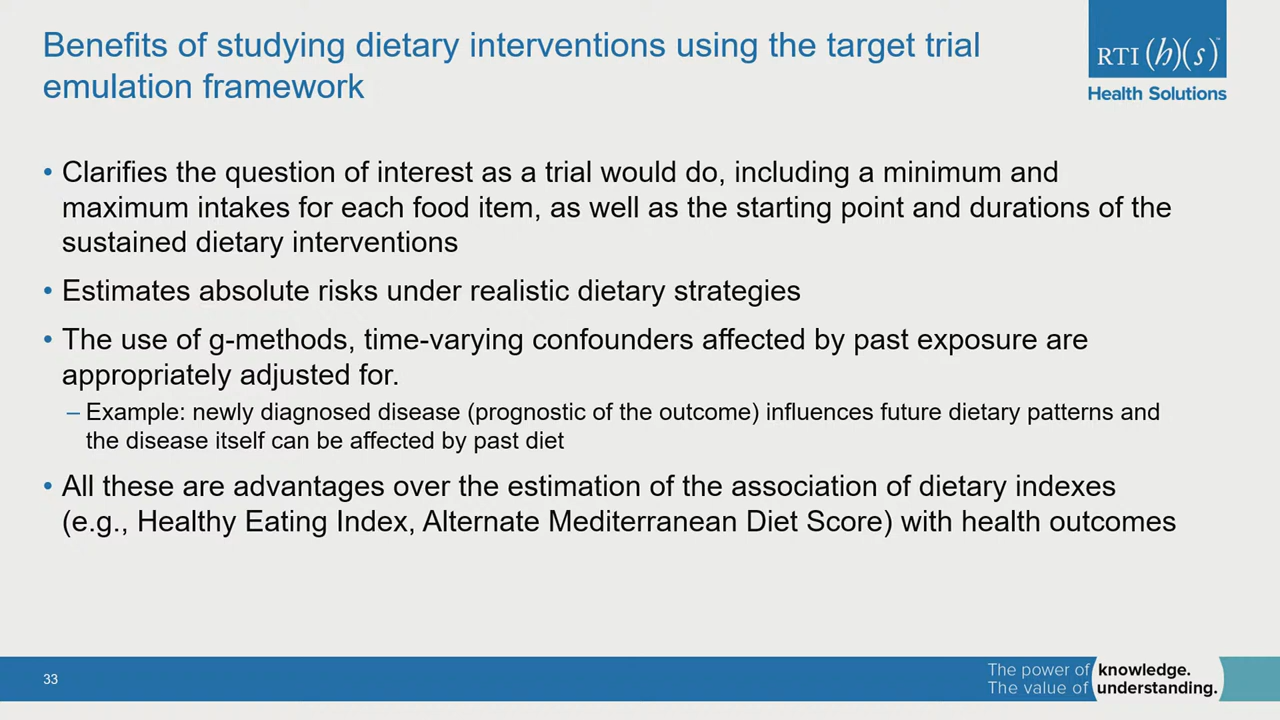 Benefits of studying dietary interventions using the target trial
emulation framework
RTI (h)(s)™
Health Solutions
• Clarifies the question of interest as a trial would do, including a minimum and
maximum intakes for each food item, as well as the starting point and durations of the
sustained dietary interventions
• Estimates absolute risks under realistic dietary strategies
• The use of g-methods, time-varying confounders affected by past exposure are
appropriately adjusted for.
– Example: newly diagnosed disease (prognostic of the outcome) influences future dietary patterns and
the disease itself can be affected by past diet
• All these are advantages over the estimation of the association of dietary indexes
(e.g., Healthy Eating Index, Alternate Mediterranean Diet Score) with health outcomes
33
The power of knowledge.
The value of understanding.